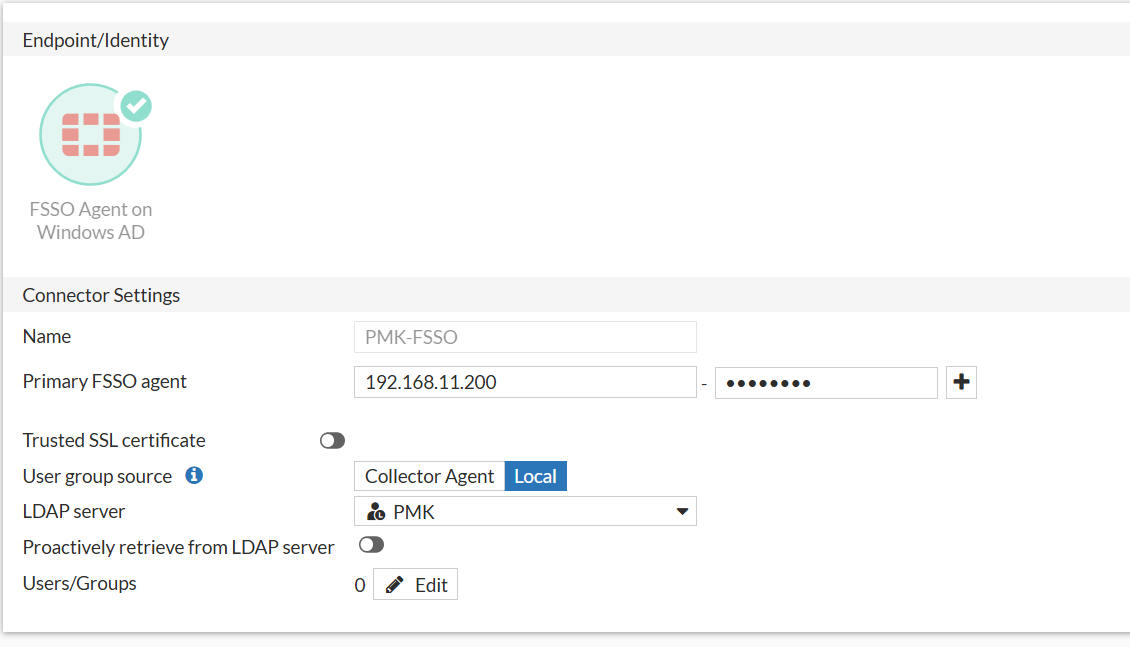 Endpoint/Identity
FSSO Agent on
Windows AD
Connector Settings
Name PMK-FSSO
Primary FSSO agent 192.168.11.200 - ••••••••
Trusted SSL certificate
User group source Collector Agent Local
LDAP server PMK
Proactively retrieve from LDAP server
Users/Groups 0 Edit